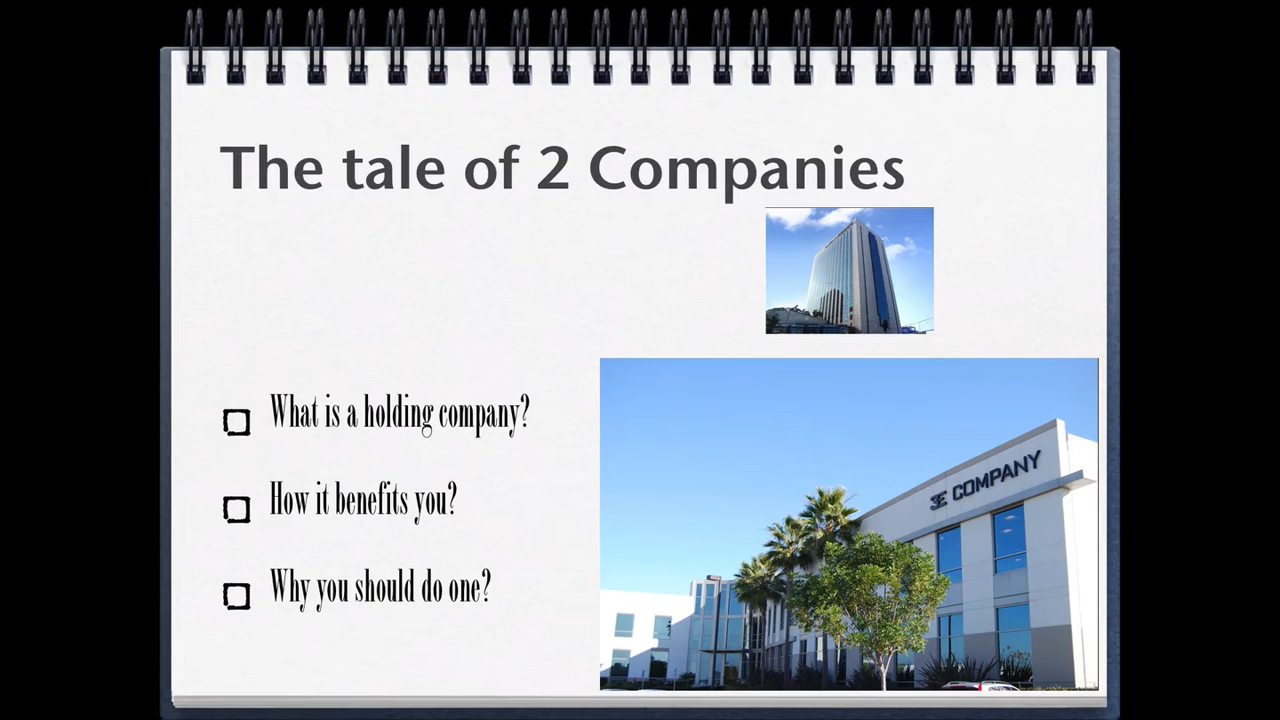 The tale of 2 Companies
What is a holding company?
How it benefits you?
Why you should do one?
3E COMPANY